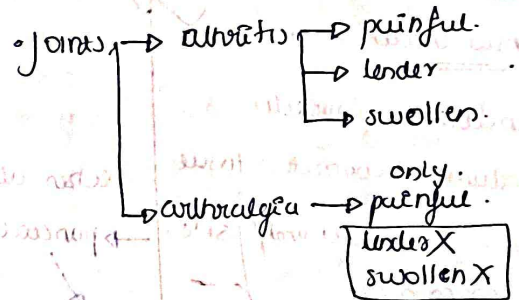 • Joints → arthritis → painful.
→ tender
→ swollen.
only.
→ arthralgia → painful.
tender X
swollen X